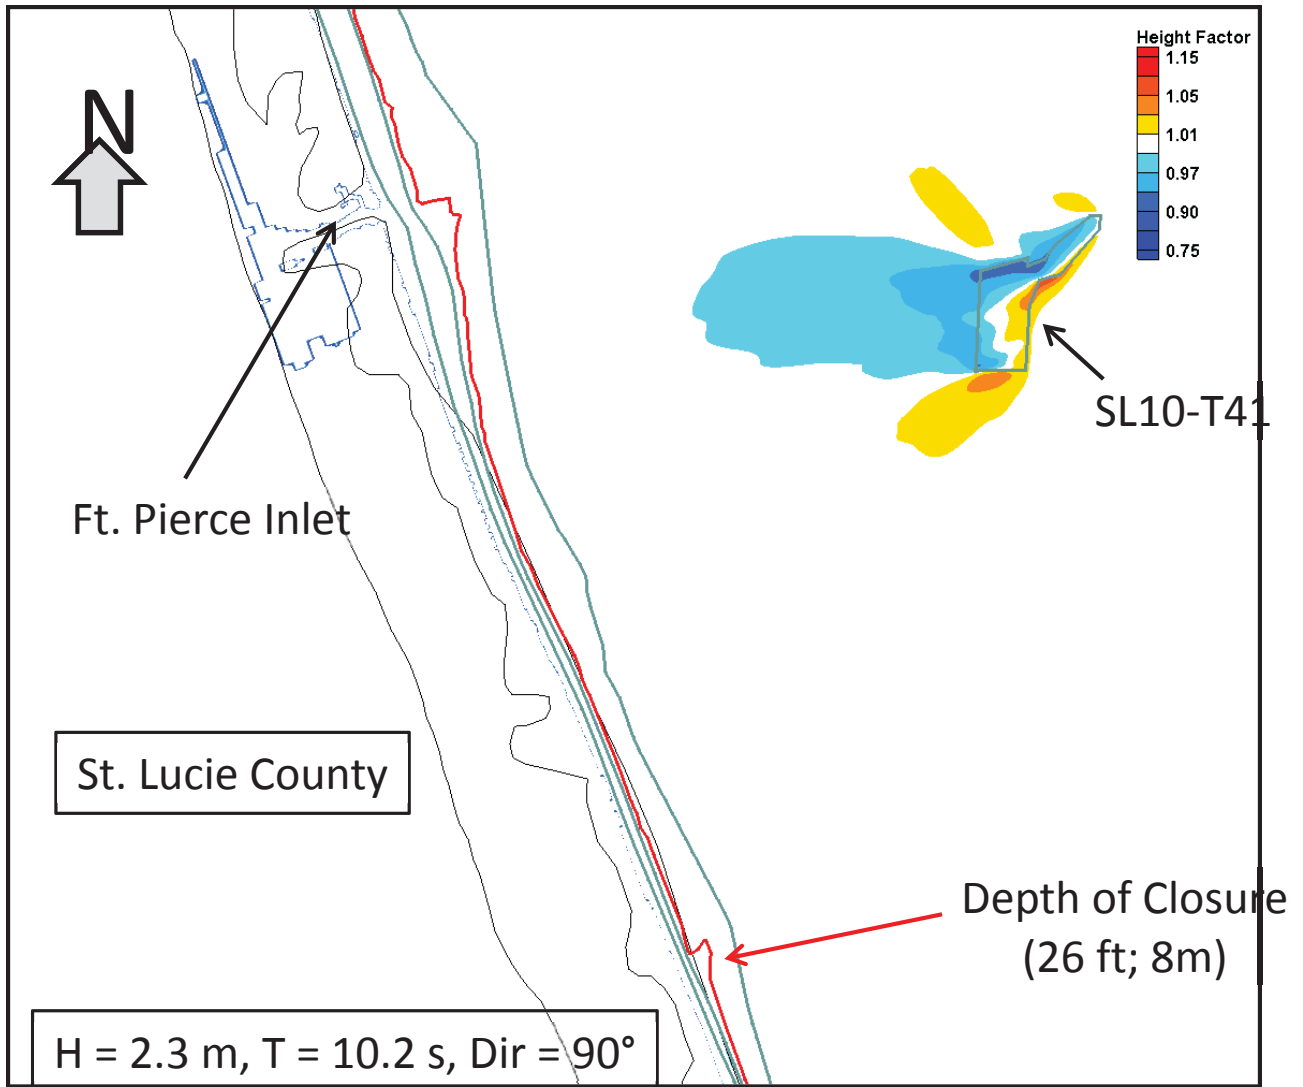 N
Height Factor
1.15
1.05
1.01
0.97
0.90
0.75
SL10-T41
Ft. Pierce Inlet
St. Lucie County
Depth of Closure
(26 ft; 8m)
H = 2.3 m, T = 10.2 s, Dir = 90°